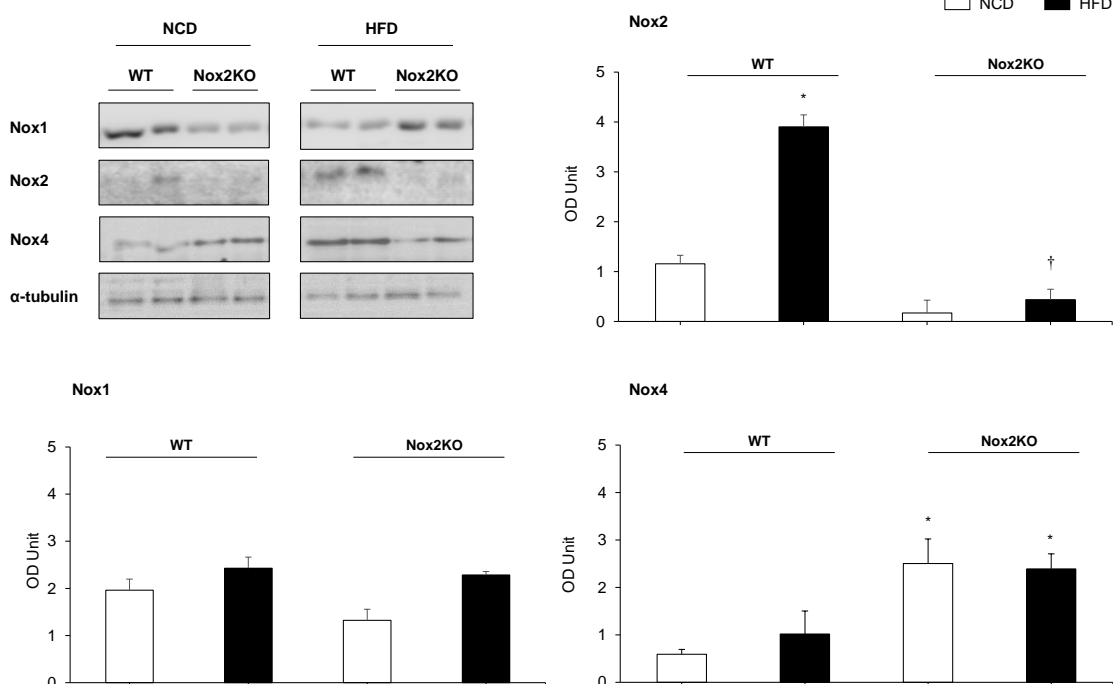 NCD HFD
NCD HFD
WT Nox2KO WT Nox2KO
Nox1
Nox2
Nox4
α-tubulin
Nox2
WT Nox2KO
5
4
3
2
1
0
OD Unit
*
†
Nox1
WT Nox2KO
5
4
3
2
1
0
OD Unit
Nox4
WT Nox2KO
5
4
3
2
1
0
OD Unit
*
*